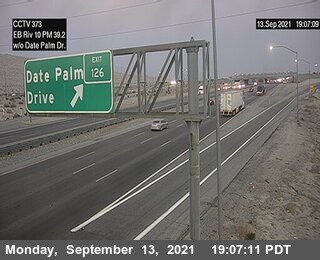 CCTV 373
EB Riv 10 PM 39.2
w/o Date Palm Dr.
13.Sep 2021 19:07:09
EXIT
126
Date Palm
Drive
Monday, September 13, 2021 19:07:11 PDT